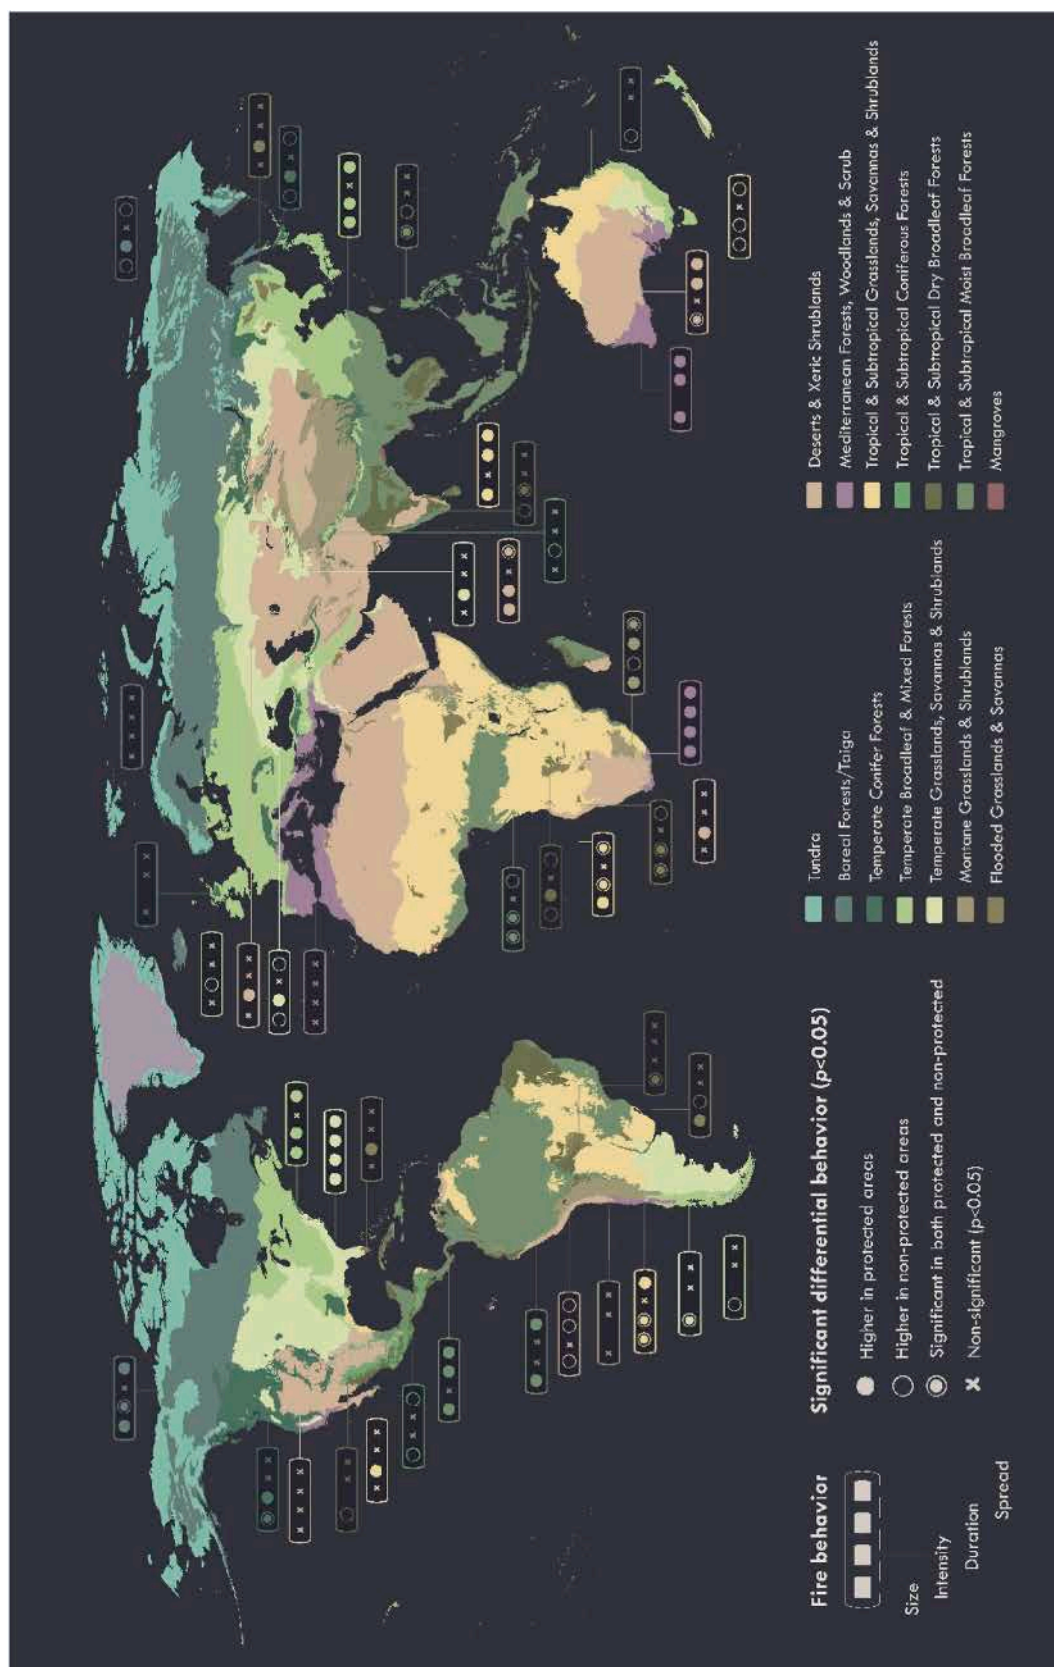 Fire behavior
Size
Intensity
Duration
Spread
Significant differential behavior (p<0.05)
Higher in protected areas
Higher in non-protected areas
Significant in both protected and non-protected
Non-significant (p<0.05)
Tundra
Boreal Forests/Taiga
Temperate Conifer Forests
Temperate Broadleaf & Mixed Forests
Temperate Grasslands, Savannas & Shrublands
Montane Grasslands & Shrublands
Flooded Grasslands & Savannas
Deserts & Xeric Shrublands
Mediterranean Forests, Woodlands & Scrub
Tropical & Subtropical Grasslands, Savannas & Shrublands
Tropical & Subtropical Coniferous Forests
Tropical & Subtropical Dry Broadleaf Forests
Tropical & Subtropical Moist Broadleaf Forests
Mangroves